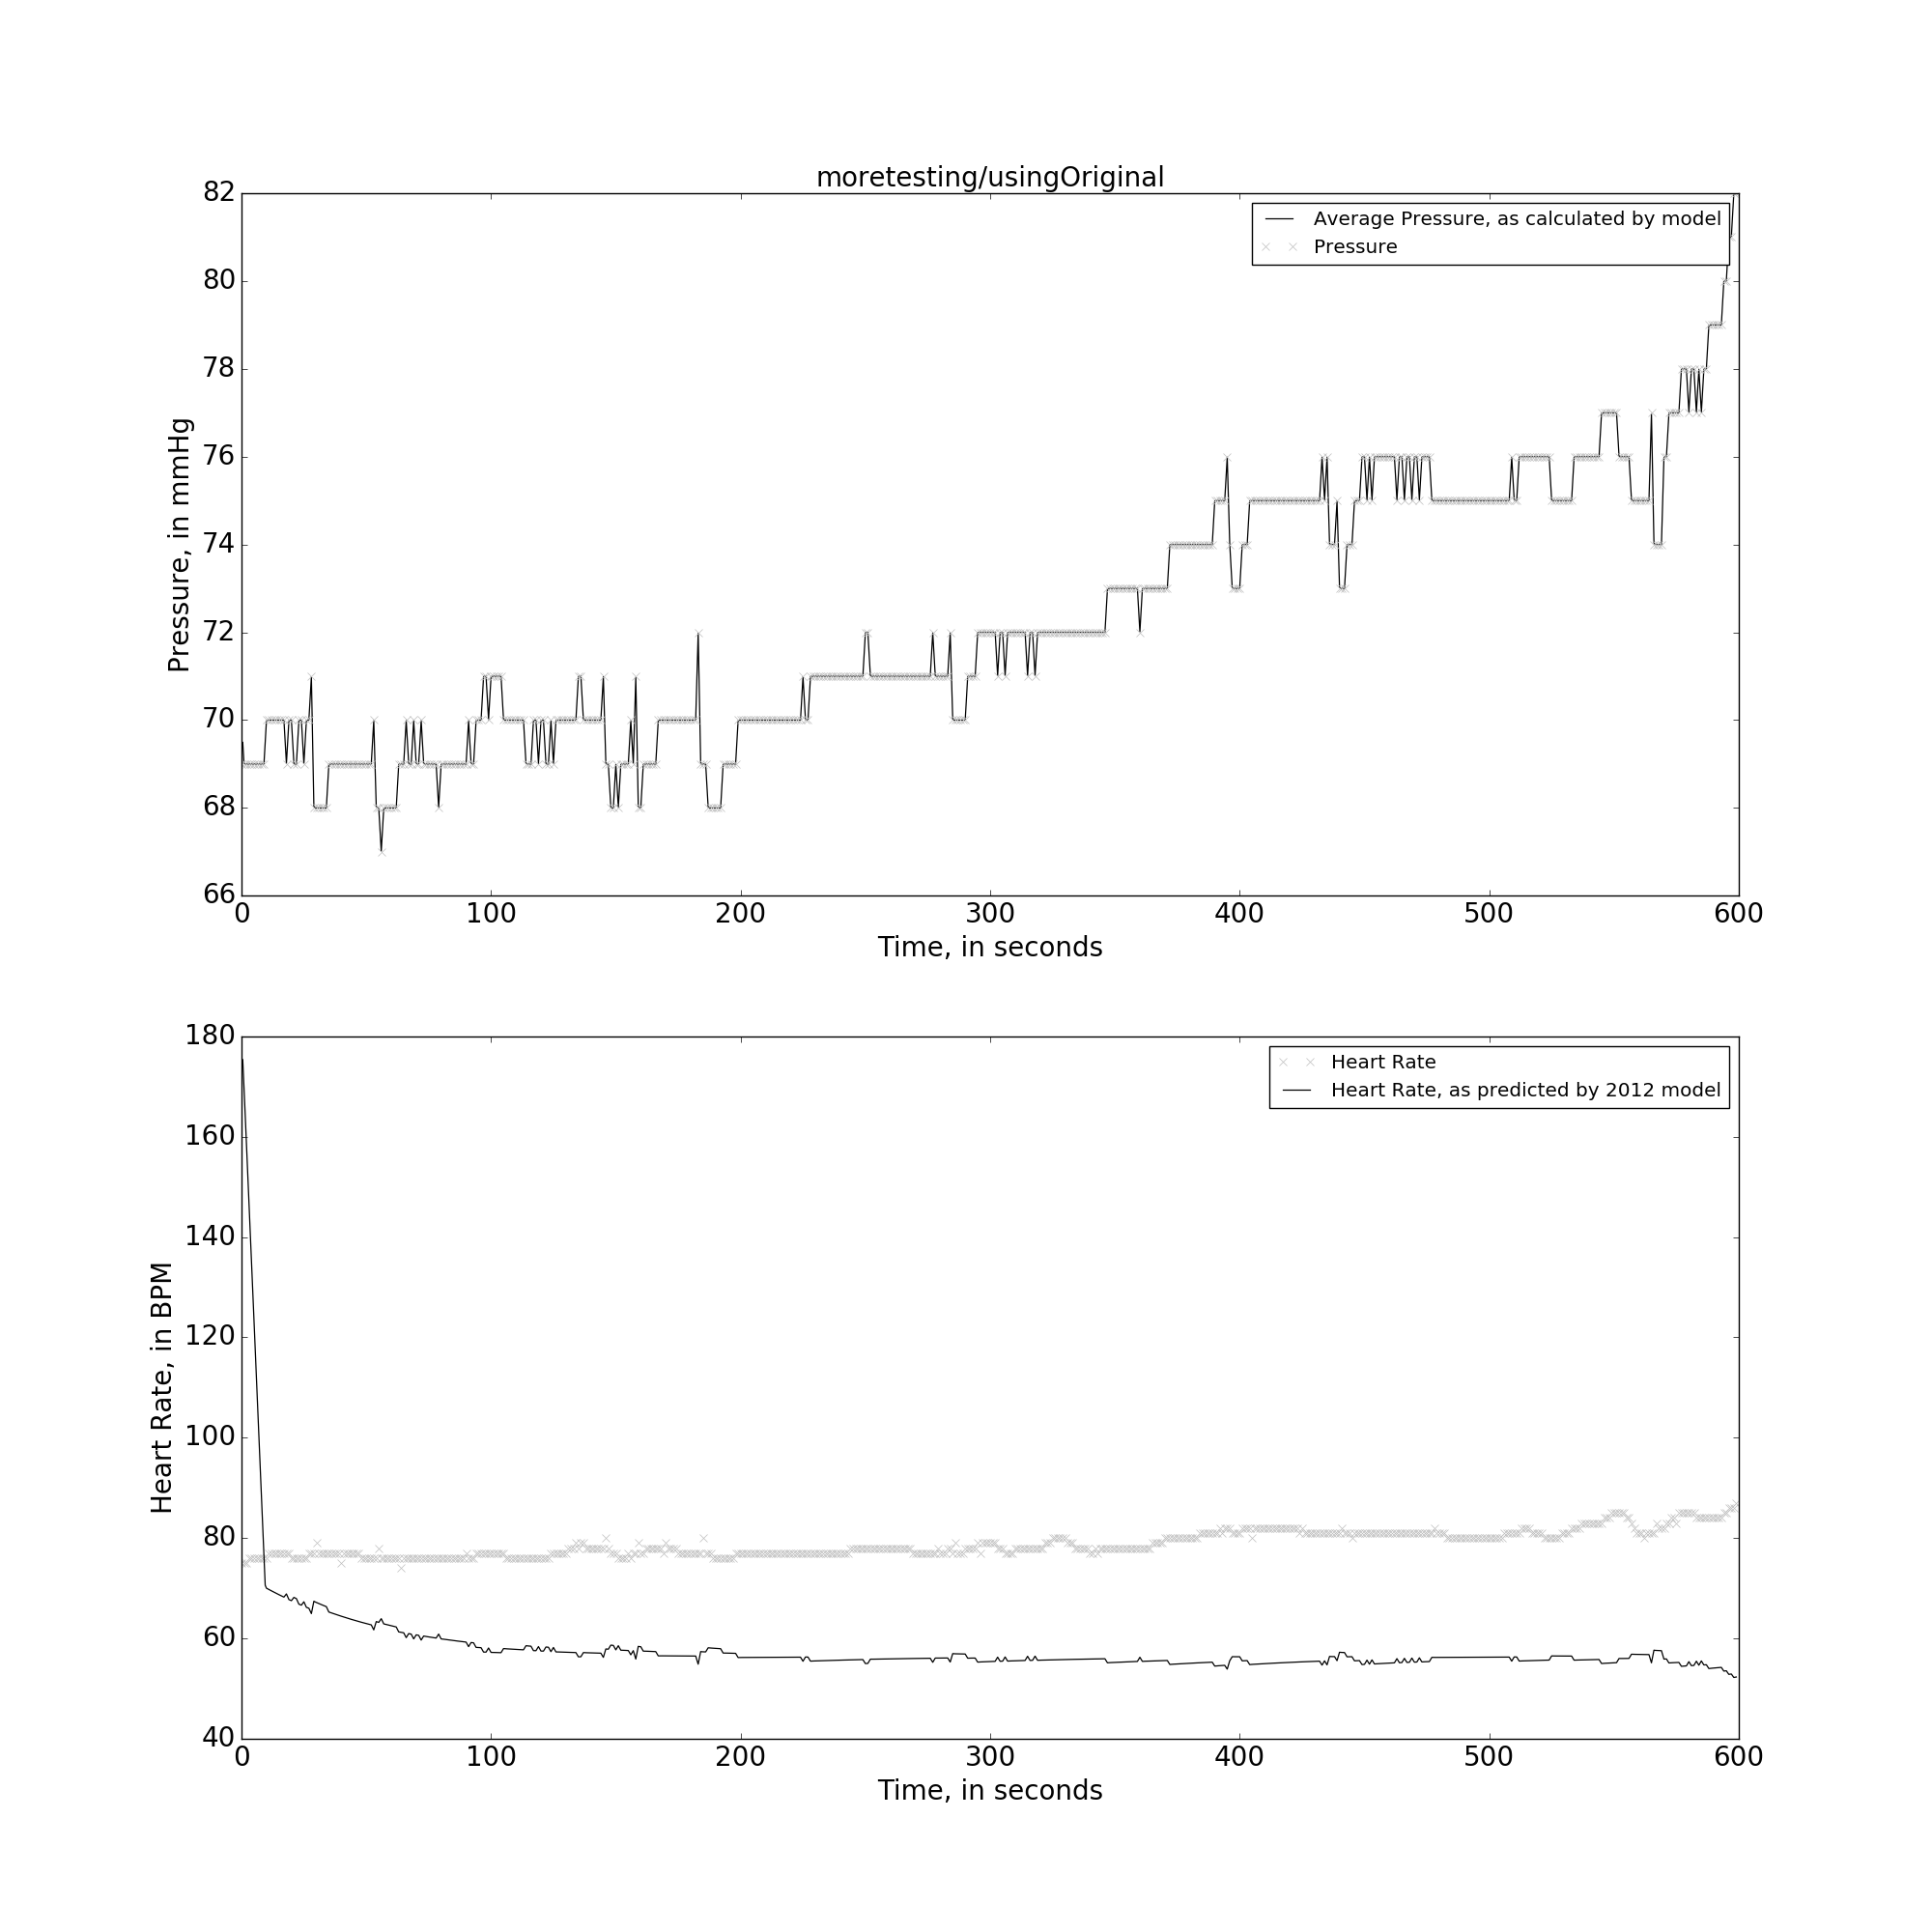 moretesting/usingOriginal
82
80
78
76
74
72
70
68
66
Pressure, in mmHg
Average Pressure, as calculated by model
Pressure
0 100 200 300 400 500 600
Time, in seconds
180
160
140
120
100
80
60
40
Heart Rate, in BPM
Heart Rate
Heart Rate, as predicted by 2012 model
0 100 200 300 400 500 600
Time, in seconds